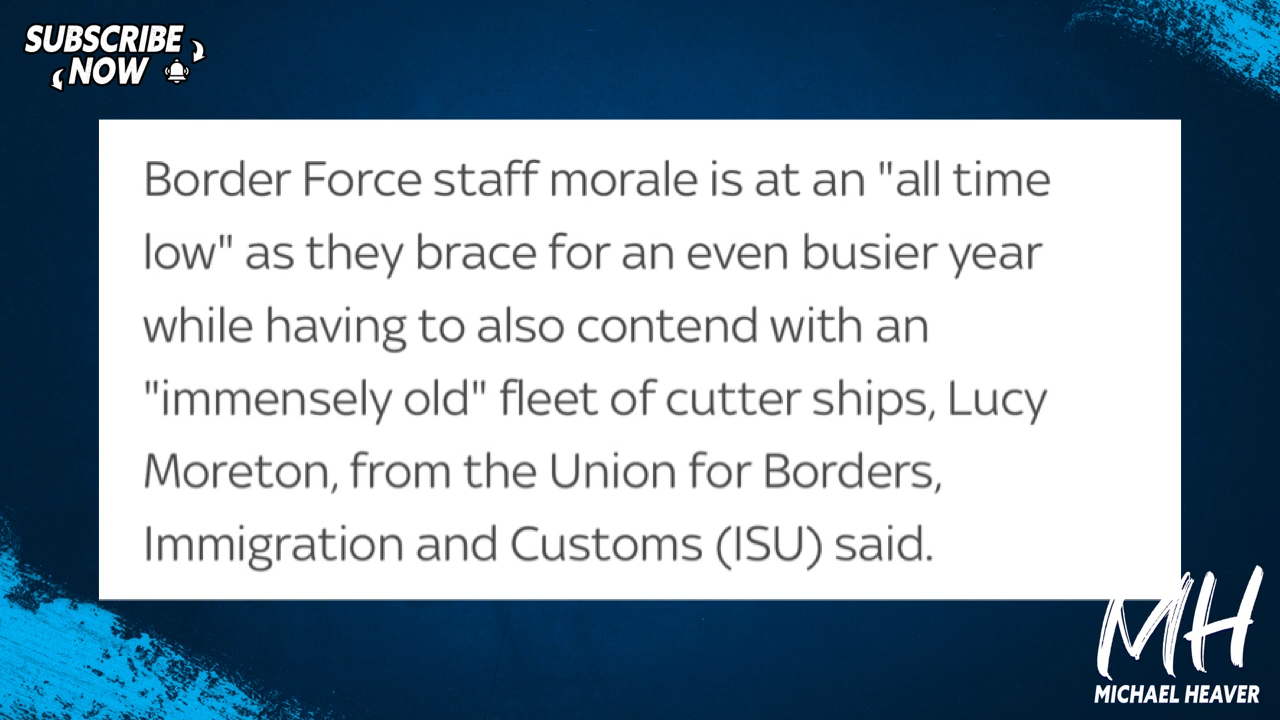 SUBSCRIBE
NOW
Border Force staff morale is at an "all time
low" as they brace for an even busier year
while having to also contend with an
"immensely old" fleet of cutter ships, Lucy
Moreton, from the Union for Borders,
Immigration and Customs (ISU) said.
MH
MICHAEL HEAVER